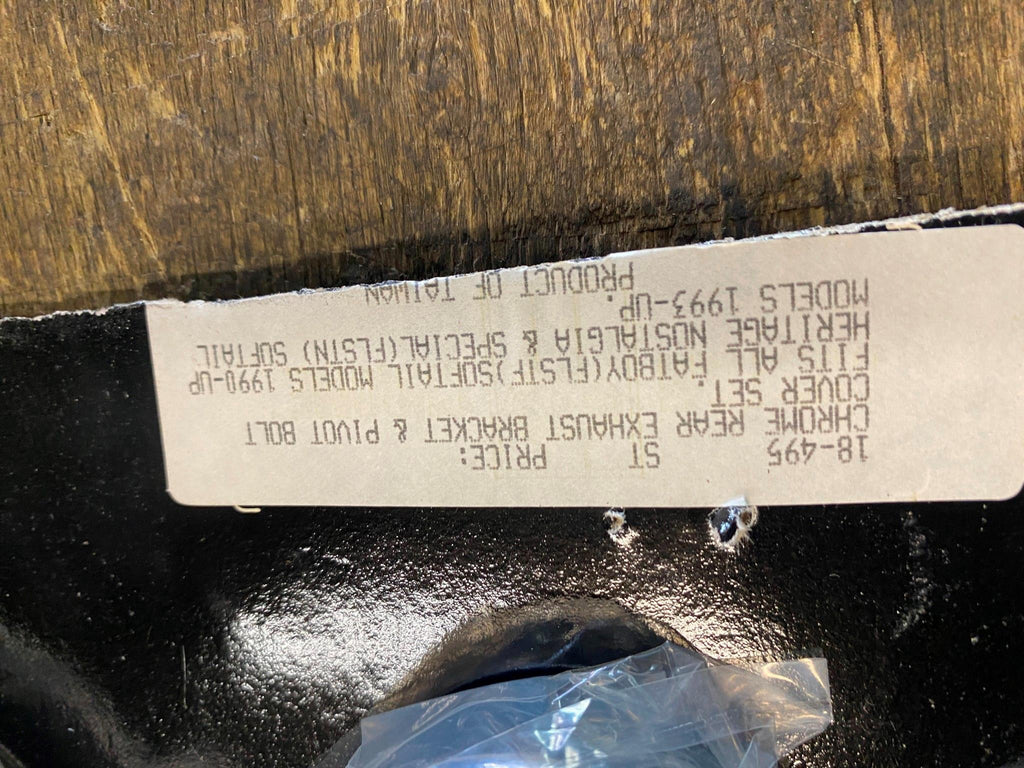 18-495 ST PRICE:
CHROME REAR EXHAUST BRACKET & PIVOT BOLT
COVER SET.
FITS ALL FATBOY(FLSTF)SOFTAIL MODELS 1990-UP
HERITAGE NOSTALGIA & SPECIAL(FLSTN) SOFTAIL
MODELS 1993-UP.
PRODUCT OF TAIWAN